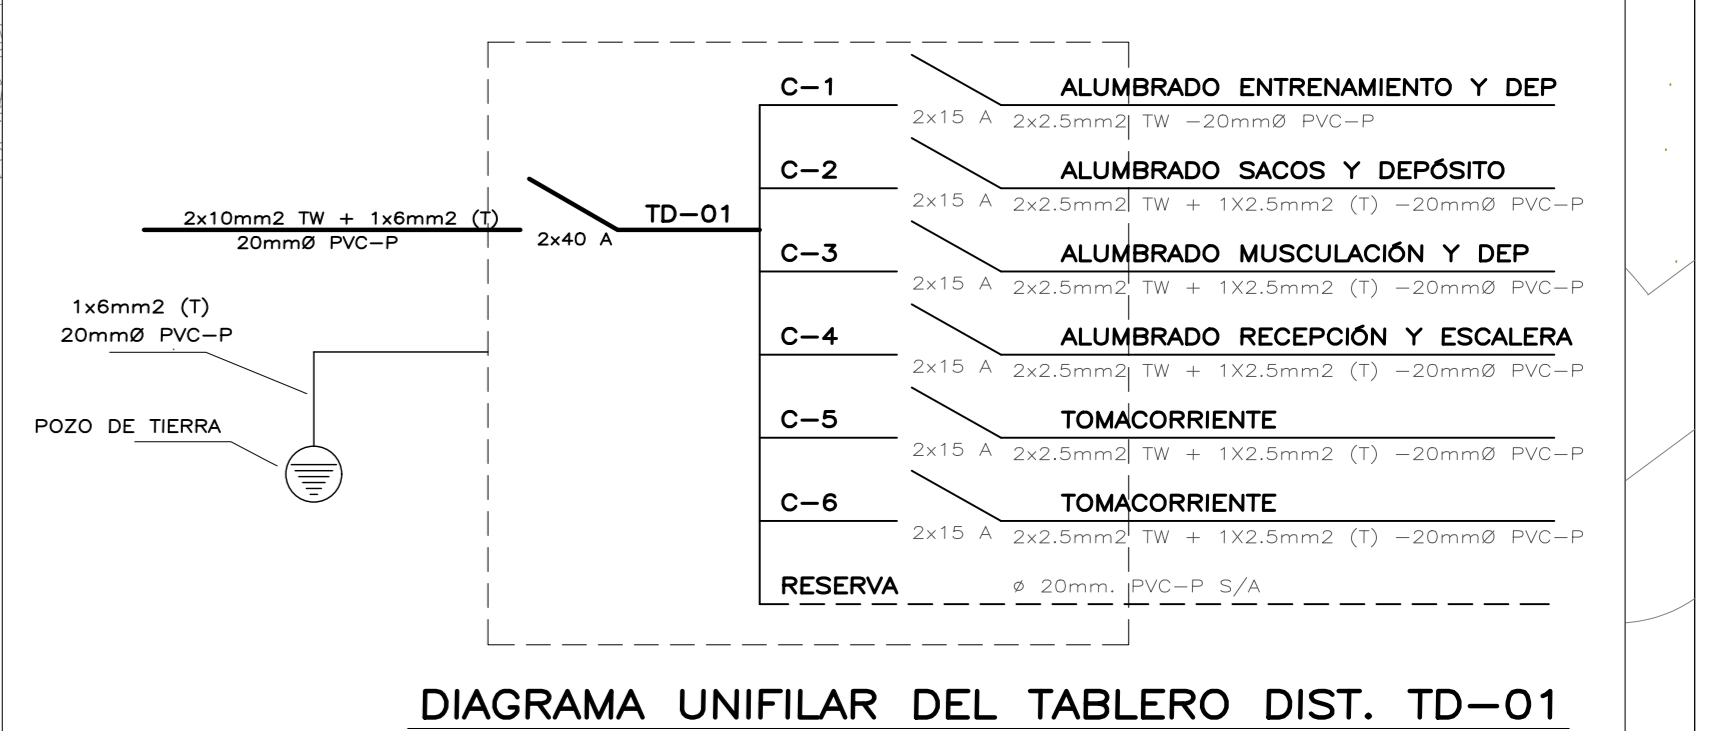 C-1 ALUMBRADO ENTRENAMIENTO Y DEP
2x15 A 2x2.5mm2 TW -20mmØ PVC-P
C-2 ALUMBRADO SACOS Y DEPÓSITO
2x15 A 2x2.5mm2 TW + 1X2.5mm2 (T) -20mmØ PVC-P
2x10mm2 TW + 1x6mm2 (T)
20mmØ PVC-P
2x40 A
TD-01
C-3 ALUMBRADO MUSCULACIÓN Y DEP
2x15 A 2x2.5mm2 TW + 1X2.5mm2 (T) -20mmØ PVC-P
1x6mm2 (T)
20mmØ PVC-P
C-4 ALUMBRADO RECEPCIÓN Y ESCALERA
2x15 A 2x2.5mm2 TW + 1X2.5mm2 (T) -20mmØ PVC-P
POZO DE TIERRA
C-5 TOMACORRIENTE
2x15 A 2x2.5mm2 TW + 1X2.5mm2 (T) -20mmØ PVC-P
C-6 TOMACORRIENTE
2x15 A 2x2.5mm2 TW + 1X2.5mm2 (T) -20mmØ PVC-P
RESERVA ø 20mm. PVC-P S/A
DIAGRAMA UNIFILAR DEL TABLERO DIST. TD-01